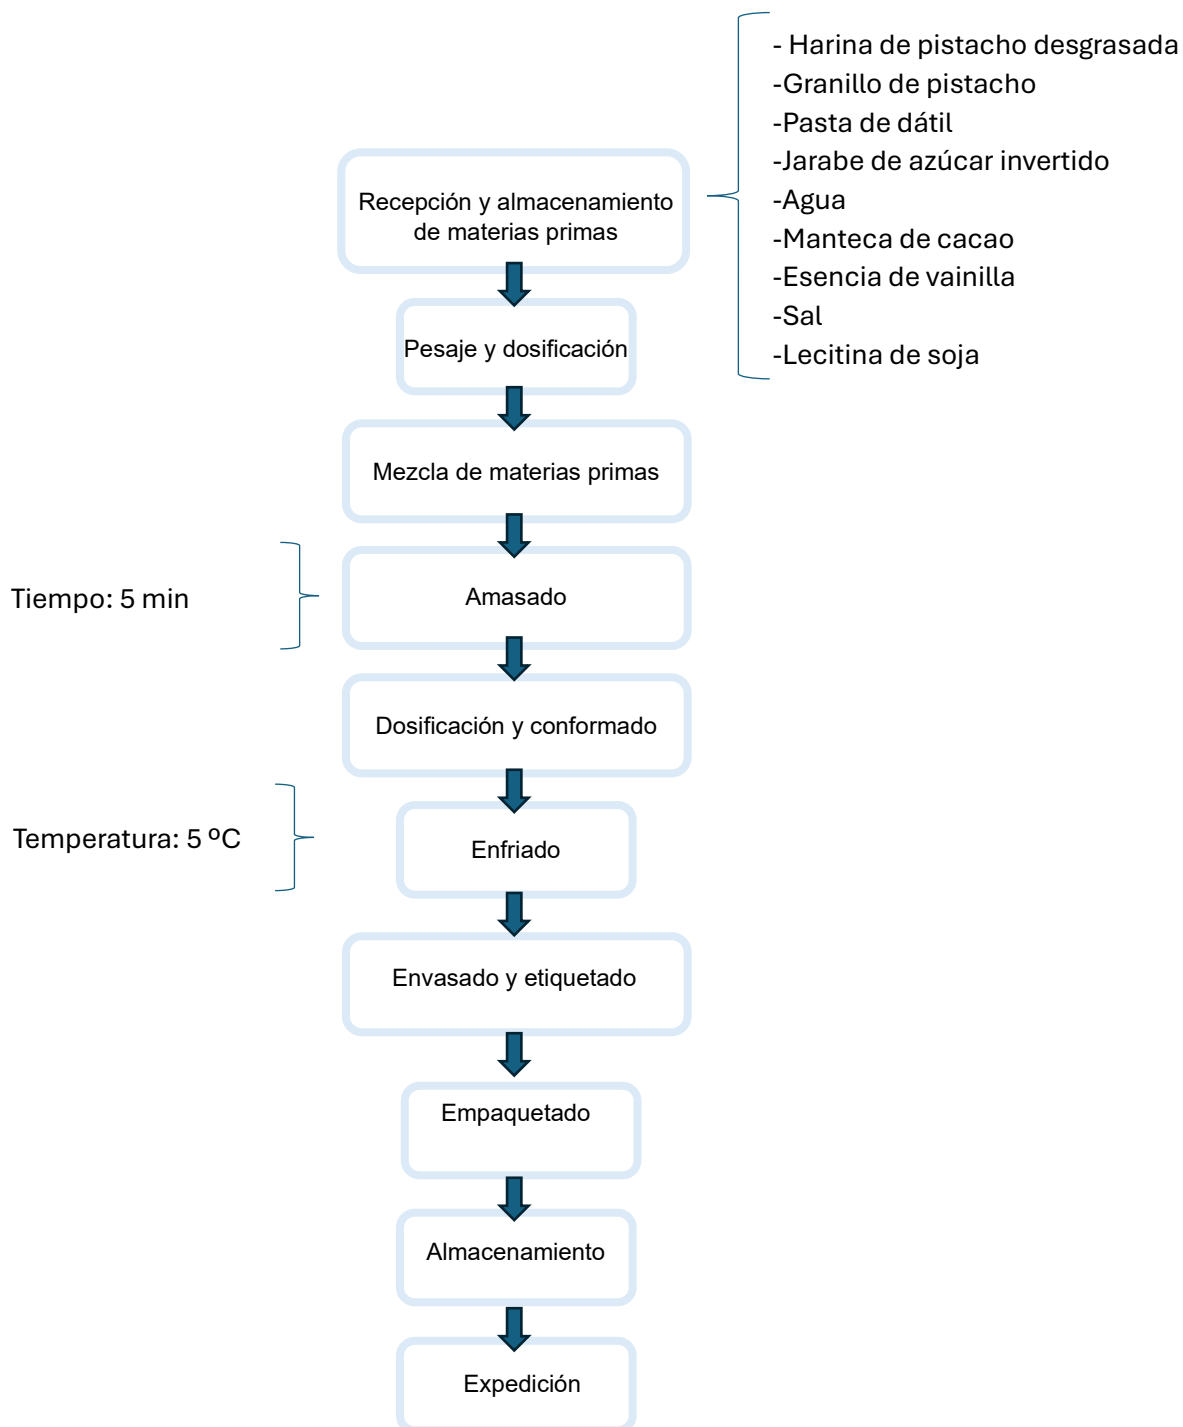 - Harina de pistacho desgrasada
-Granillo de pistacho
-Pasta de dátil
-Jarabe de azúcar invertido
-Agua
-Manteca de cacao
-Esencia de vainilla
-Sal
-Lecitina de soja
Recepción y almacenamiento
de materias primas
Pesaje y dosificación
Mezcla de materias primas
Tiempo: 5 min
Amasado
Dosificación y conformado
Temperatura: 5 ºC
Enfriado
Envasado y etiquetado
Empaquetado
Almacenamiento
Expedición